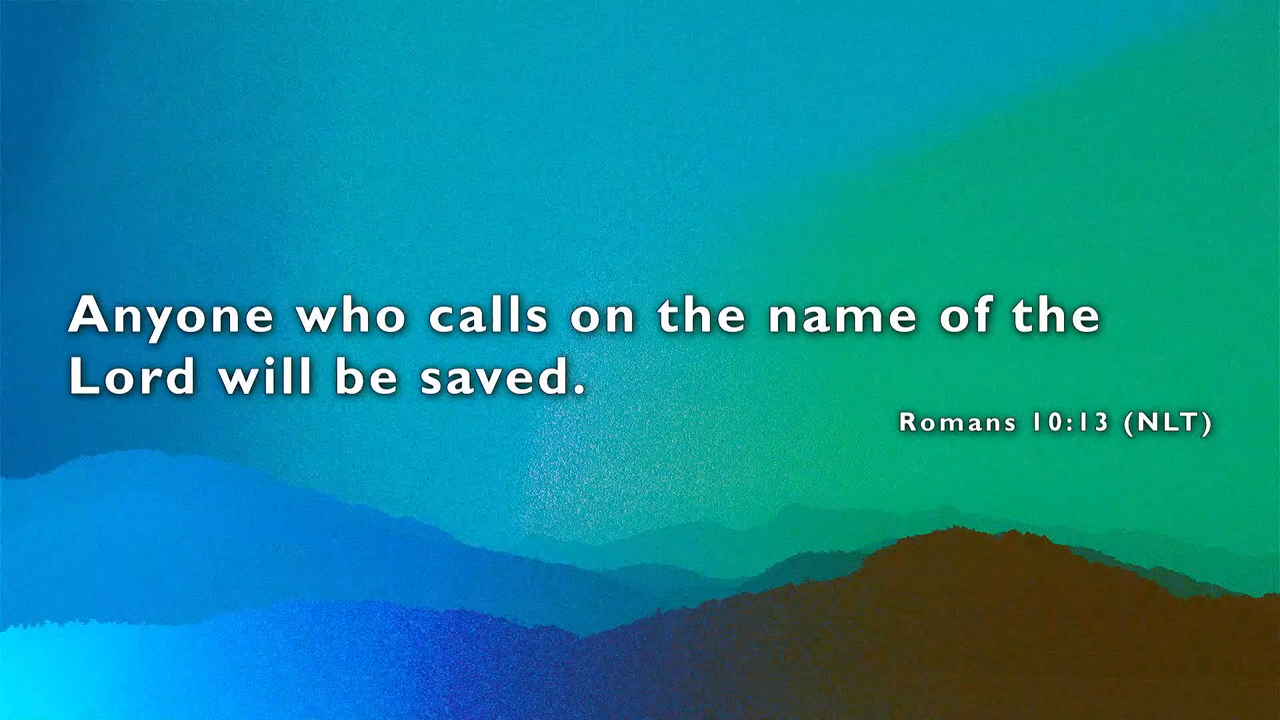 Anyone who calls on the name of the
Lord will be saved.
Romans 10:13 (NLT)